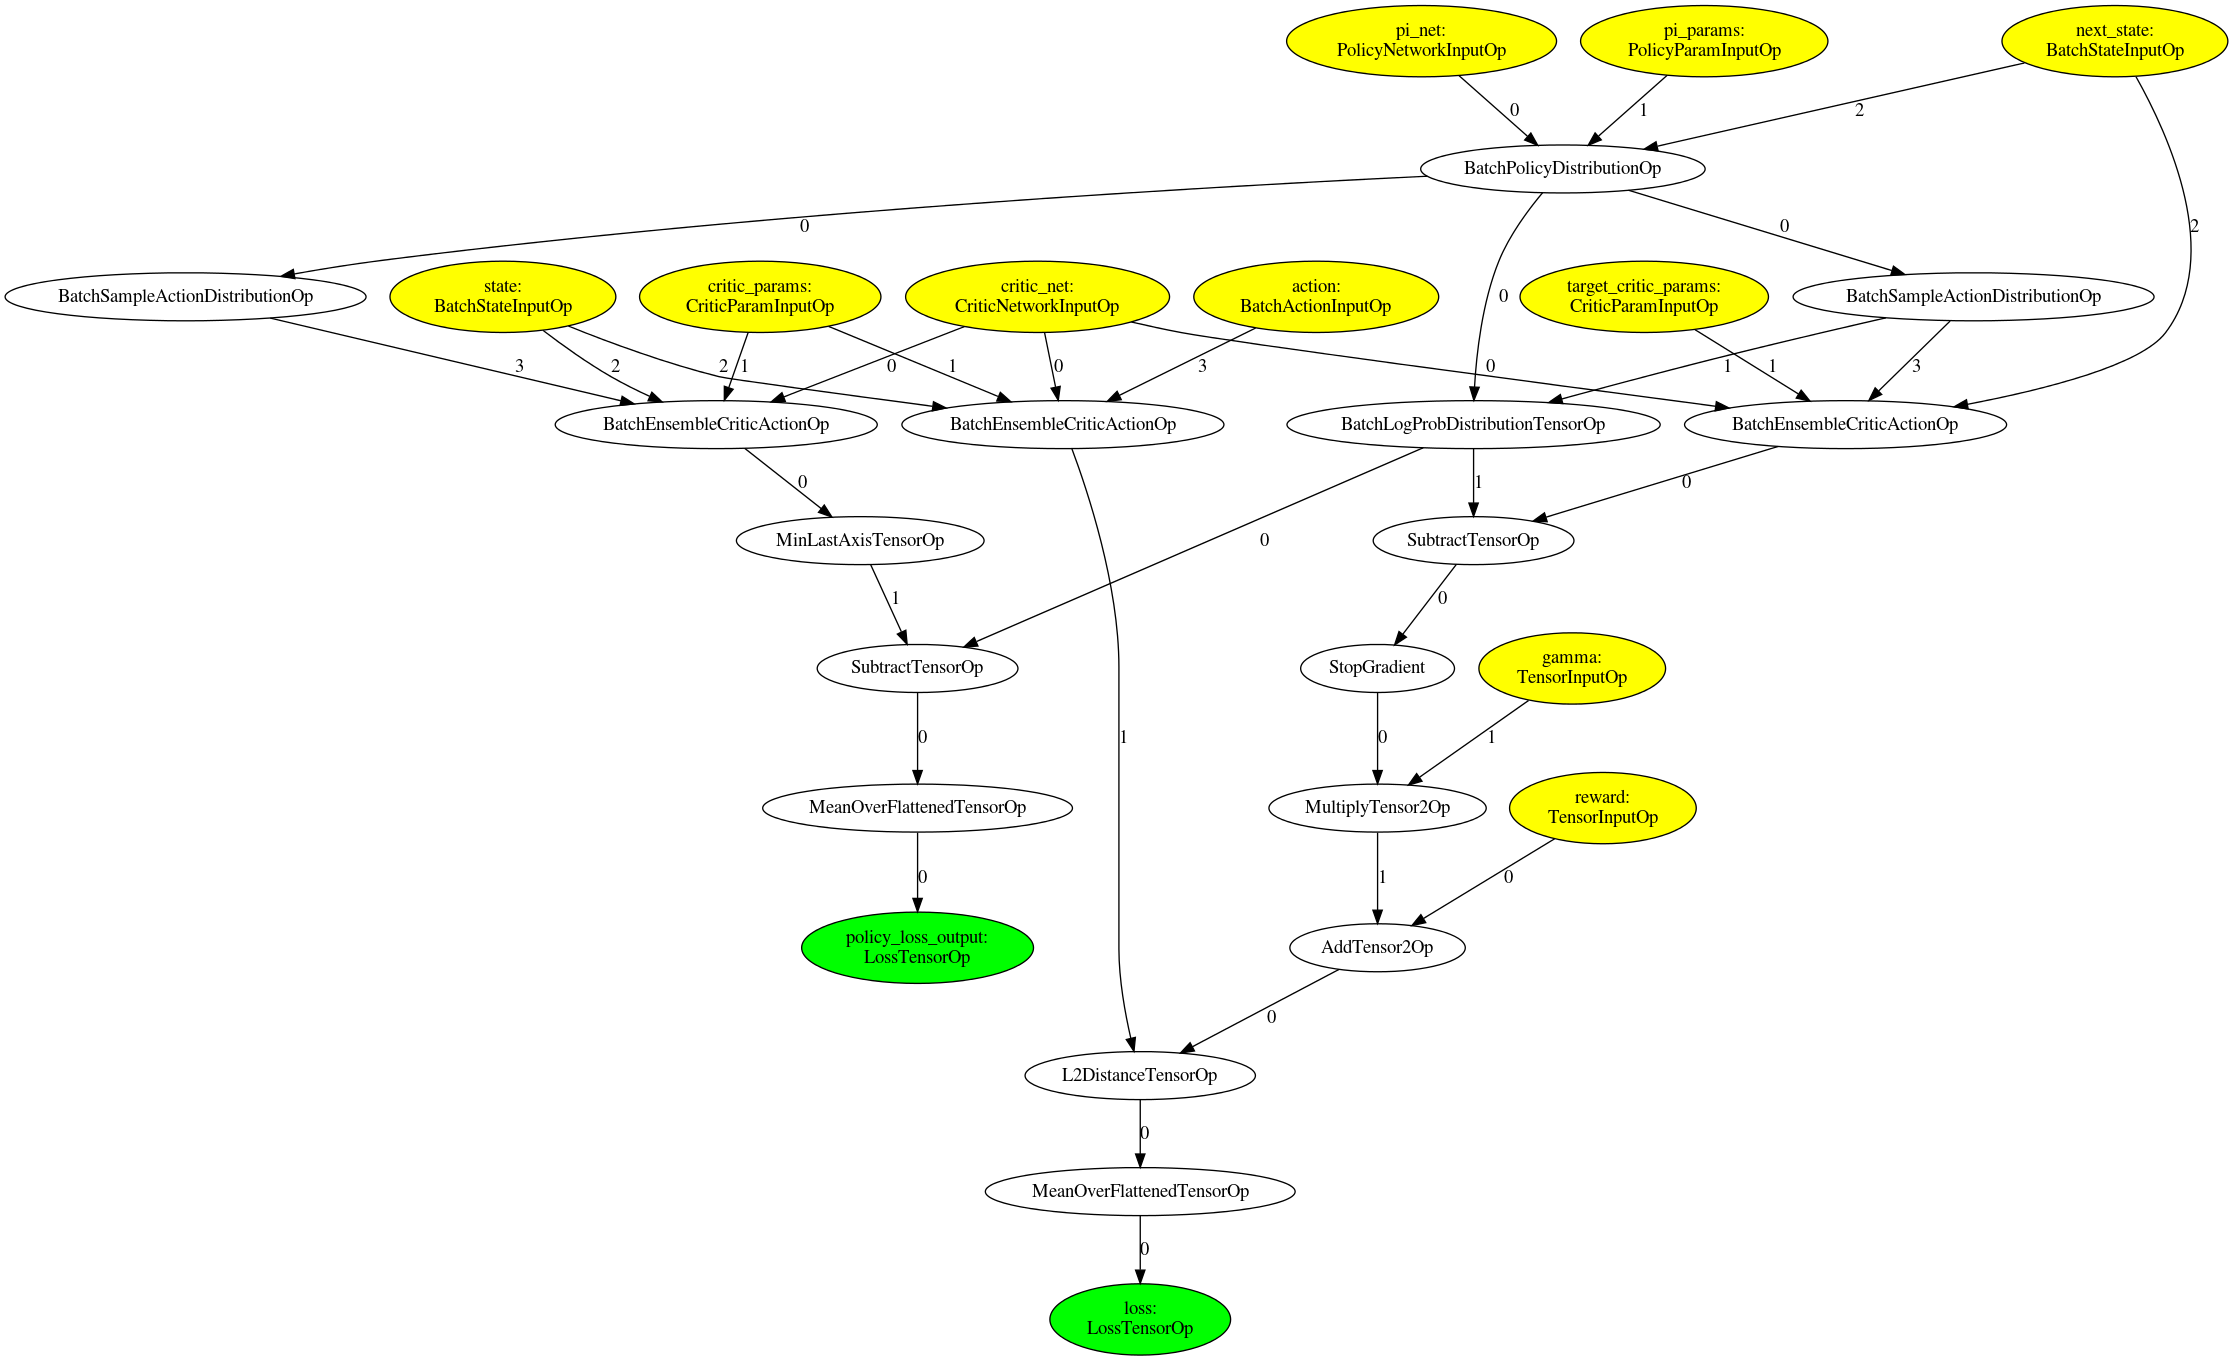 pi_net:
PolicyNetworkInputOp
pi_params:
PolicyParamInputOp
next_state:
BatchStateInputOp
0
1
2
BatchPolicyDistributionOp
0
0
2
BatchSampleActionDistributionOp
state:
BatchStateInputOp
critic_params:
CriticParamInputOp
critic_net:
CriticNetworkInputOp
action:
BatchActionInputOp
0
target_critic_params:
CriticParamInputOp
BatchSampleActionDistributionOp
3
2
2
1
0
1
0
3
0
1
1
3
BatchEnsembleCriticActionOp
BatchEnsembleCriticActionOp
BatchLogProbDistributionTensorOp
BatchEnsembleCriticActionOp
0
1
0
MinLastAxisTensorOp
0
SubtractTensorOp
1
0
SubtractTensorOp
StopGradient
gamma:
TensorInputOp
0
1
0
1
MeanOverFlattenedTensorOp
MultiplyTensor2Op
reward:
TensorInputOp
0
1
0
policy_loss_output:
LossTensorOp
AddTensor2Op
0
L2DistanceTensorOp
0
MeanOverFlattenedTensorOp
0
loss:
LossTensorOp